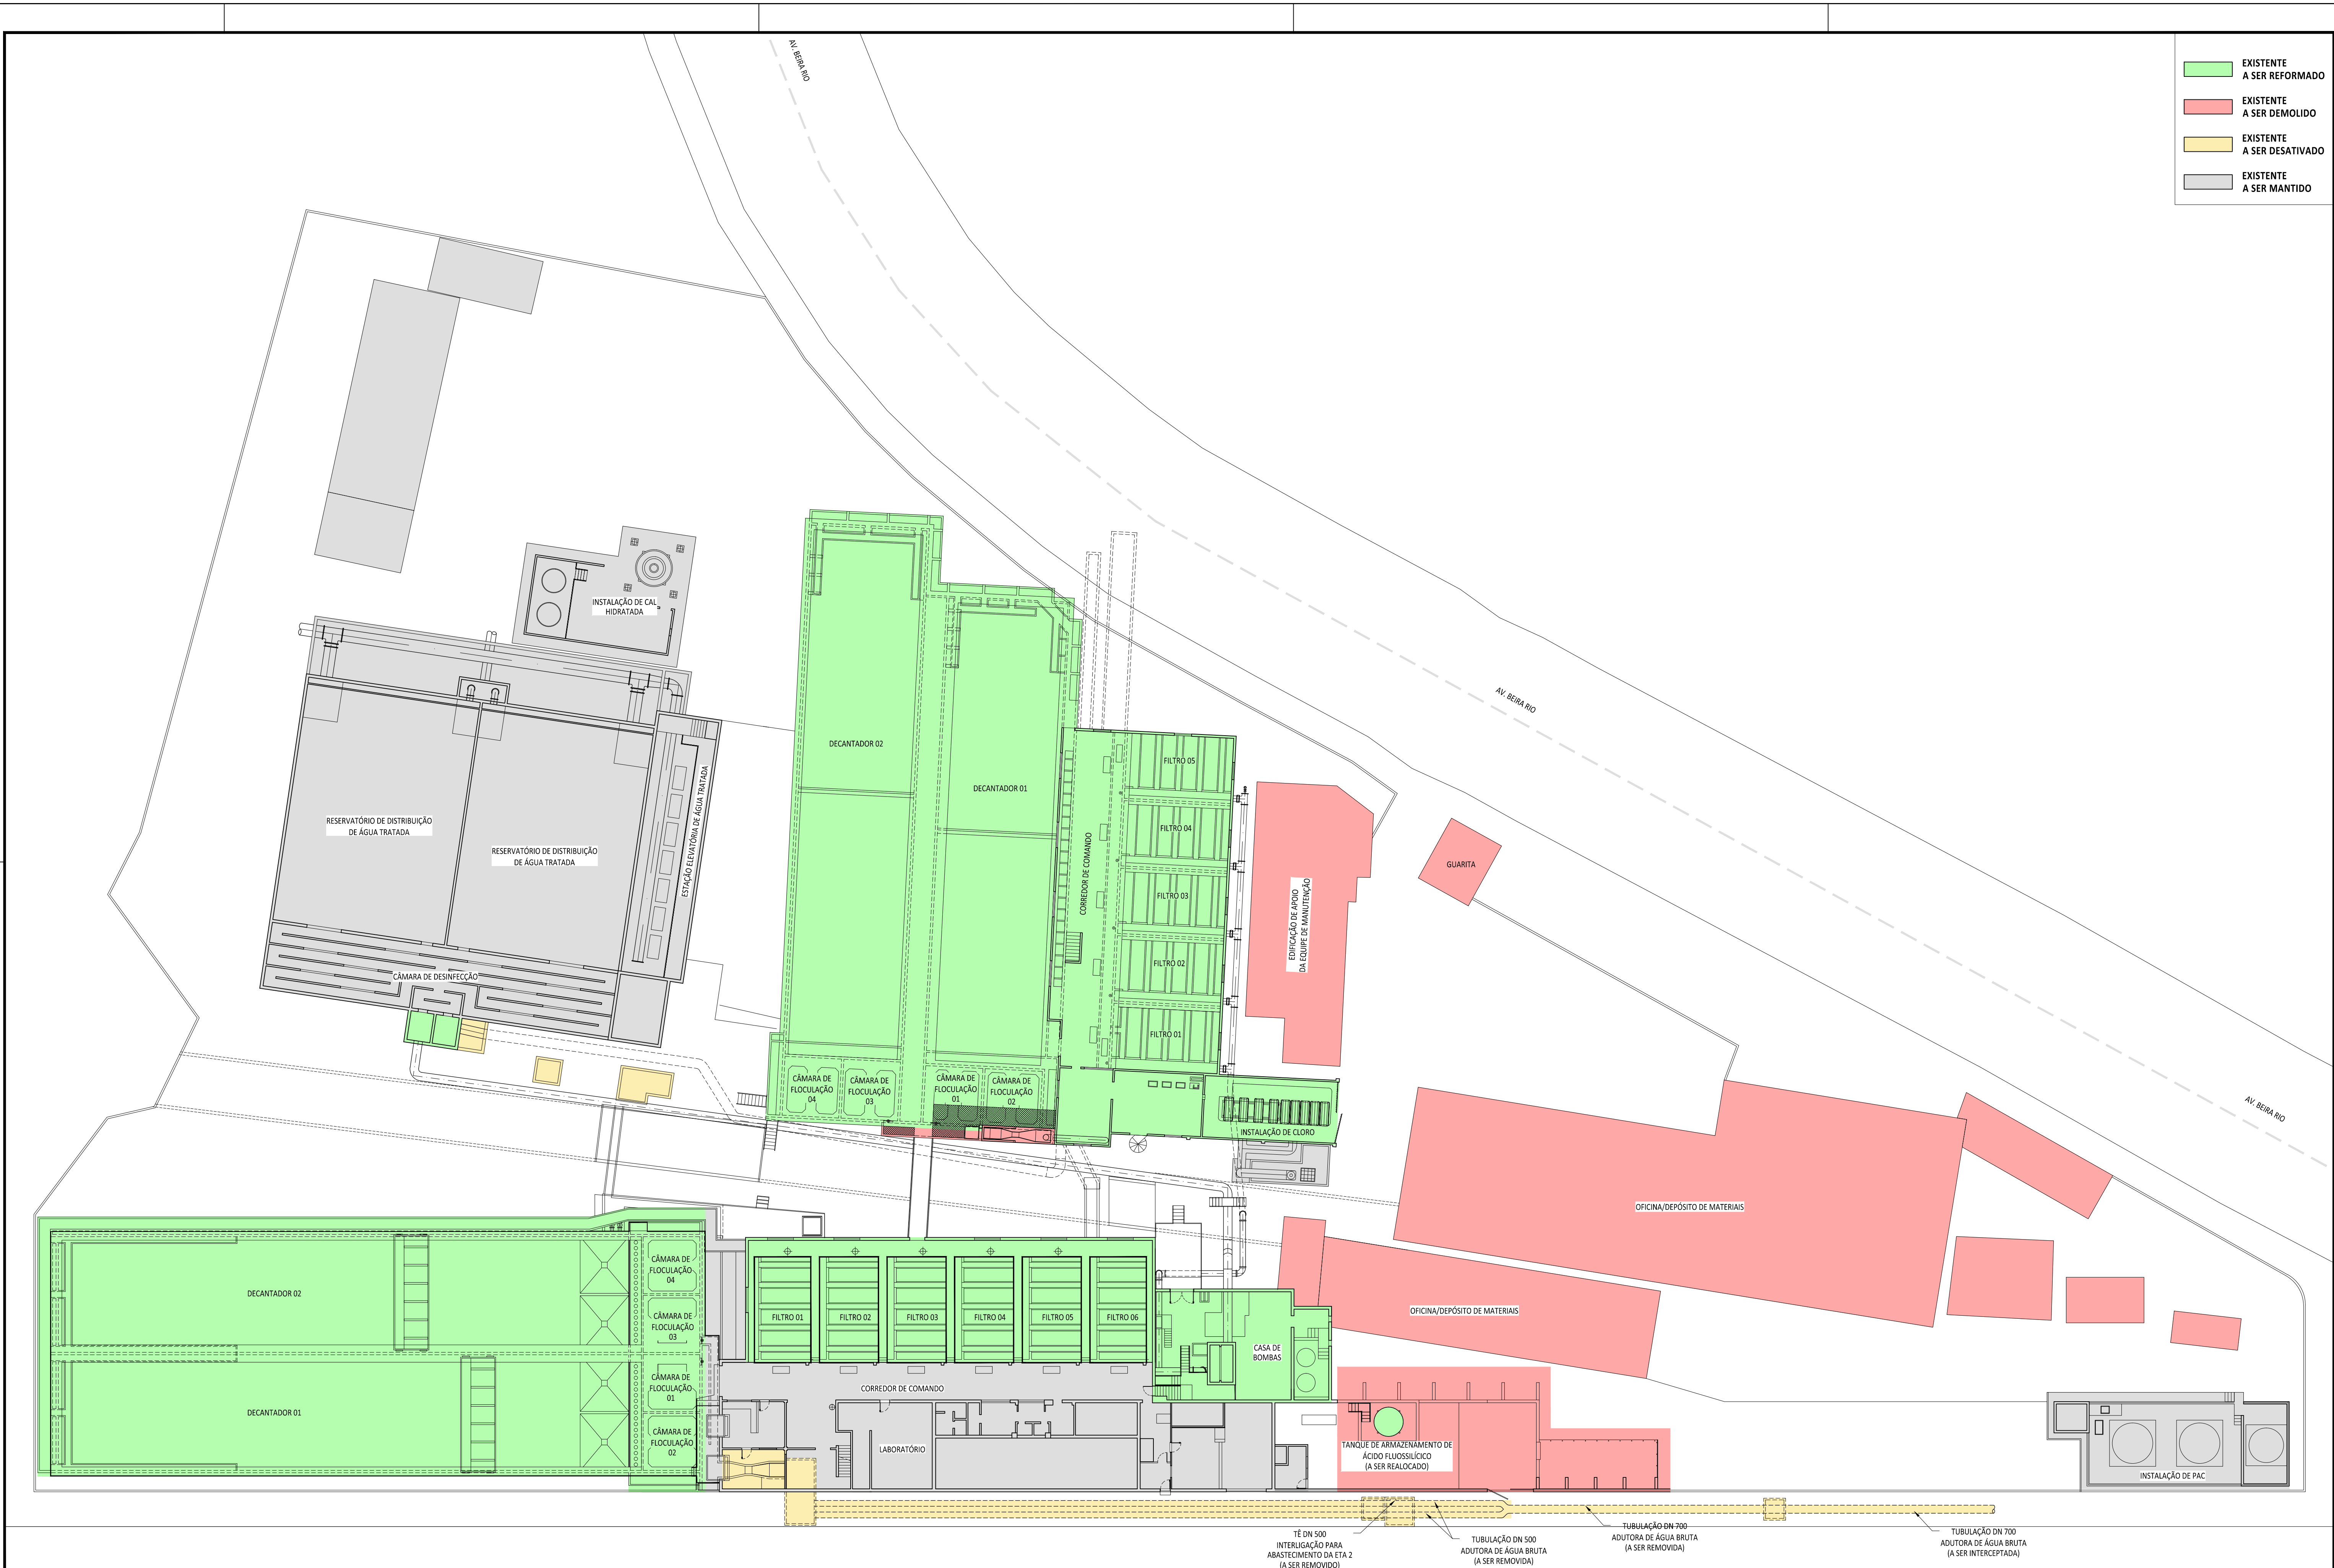 AV. BEIRA RIO
EXISTENTE
A SER REFORMADO
EXISTENTE
A SER DEMOLIDO
EXISTENTE
A SER DESATIVADO
EXISTENTE
A SER MANTIDO
INSTALAÇÃO DE CAL
HIDRATADA
AV. BEIRA RIO
DECANTADOR 02
DECANTADOR 01
FILTRO 05
FILTRO 04
FILTRO 03
FILTRO 02
FILTRO 01
CORREDOR DE COMANDO
RESERVATÓRIO DE DISTRIBUIÇÃO
DE ÁGUA TRATADA
RESERVATÓRIO DE DISTRIBUIÇÃO
DE ÁGUA TRATADA
ESTAÇÃO ELEVATÓRIA DE ÁGUA TRATADA
CÂMARA DE DESINFECÇÃO
EDIFICAÇÃO DE APOIO
DA EQUIPE DE MANUTENÇÃO
GUARITA
CÂMARA DE
FLOCULAÇÃO
04
CÂMARA DE
FLOCULAÇÃO
03
CÂMARA DE
FLOCULAÇÃO
01
CÂMARA DE
FLOCULAÇÃO
02
INSTALAÇÃO DE CLORO
AV. BEIRA RIO
OFICINA/DEPÓSITO DE MATERIAIS
OFICINA/DEPÓSITO DE MATERIAIS
DECANTADOR 02
DECANTADOR 01
CÂMARA DE
FLOCULAÇÃO
04
CÂMARA DE
FLOCULAÇÃO
03
CÂMARA DE
FLOCULAÇÃO
01
CÂMARA DE
FLOCULAÇÃO
02
FILTRO 01
FILTRO 02
FILTRO 03
FILTRO 04
FILTRO 05
FILTRO 06
CASA DE
BOMBAS
CORREDOR DE COMANDO
LABORATÓRIO
TANQUE DE ARMAZENAMENTO DE
ÁCIDO FLUOSSILÍCICO
(A SER REALOCADO)
INSTALAÇÃO DE PAC
TÊ DN 500
INTERLIGAÇÃO PARA
ABASTECIMENTO DA ETA 2
(A SER REMOVIDO)
TUBULAÇÃO DN 500
ADUTORA DE ÁGUA BRUTA
(A SER REMOVIDA)
TUBULAÇÃO DN 700
ADUTORA DE ÁGUA BRUTA
(A SER REMOVIDA)
TUBULAÇÃO DN 700
ADUTORA DE ÁGUA BRUTA
(A SER INTERCEPTADA)